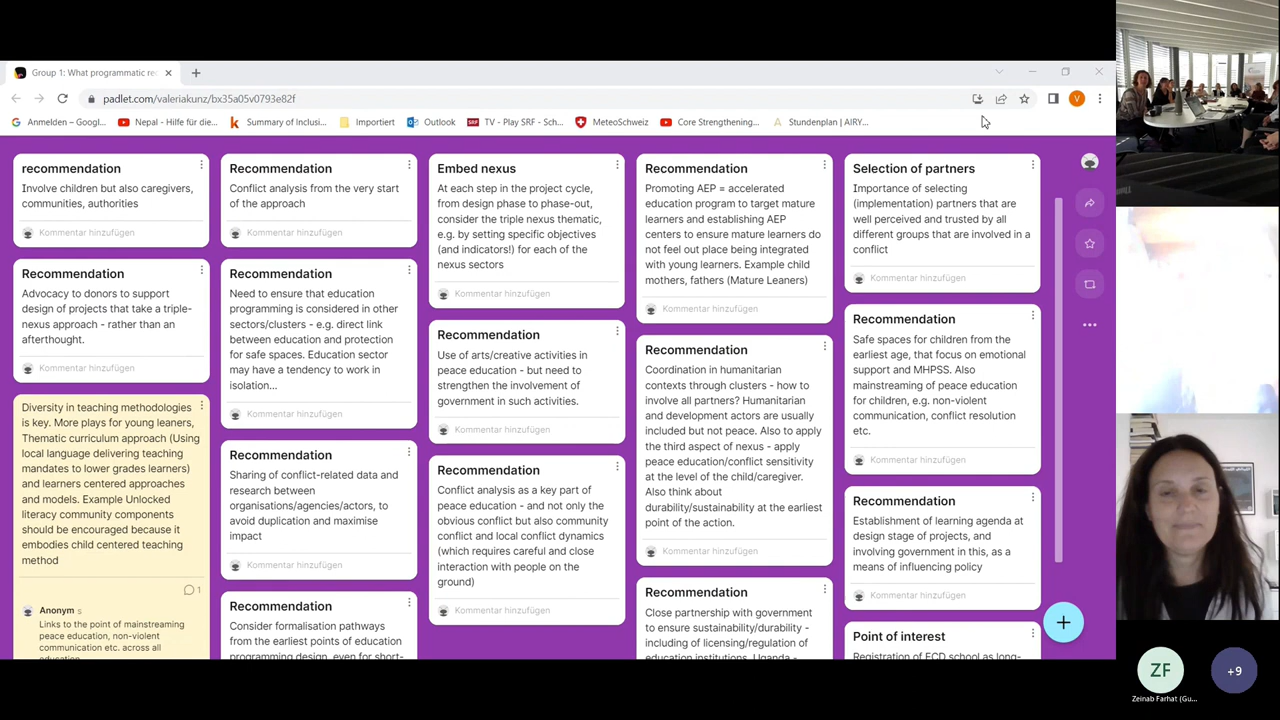 Group 1: What programmatic re
padlet.com/valeriakunz/bx35a05v0793e82f
V
Anmelden – Googl...
Nepal - Hilfe für die...
Summary of Inclusi...
Importiert
Outlook
SRF
TV - Play SRF - Sch...
MeteoSchweiz
Core Strengthening...
Stundenplan | AIRY...
recommendation
Involve children but also caregivers,
communities, authorities
Kommentar hinzufügen
Recommendation
Advocacy to donors to support
design of projects that take a triple-
nexus approach - rather than an
afterthought.
Kommentar hinzufügen
Diversity in teaching methodologies
is key. More plays for young leaners,
Thematic curriculum approach (Using
local language delivering teaching
mandates to lower grades learners)
and learners centered approaches
and models. Example Unlocked
literacy community components
should be encouraged because it
embodies child centered teaching
method
1
Anonym s
Links to the point of mainstreaming
peace education, non-violent
communication etc. across all
education
Recommendation
Conflict analysis from the very start
of the approach
Kommentar hinzufügen
Recommendation
Need to ensure that education
programming is considered in other
sectors/clusters - e.g. direct link
between education and protection
for safe spaces. Education sector
may have a tendency to work in
isolation...
Kommentar hinzufügen
Recommendation
Sharing of conflict-related data and
research between
organisations/agencies/actors, to
avoid duplication and maximise
impact
Kommentar hinzufügen
Recommendation
Consider formalisation pathways
from the earliest points of education
programming design, even for short-
Embed nexus
At each step in the project cycle,
from design phase to phase-out,
consider the triple nexus thematic,
e.g. by setting specific objectives
(and indicators!) for each of the
nexus sectors
Kommentar hinzufügen
Recommendation
Use of arts/creative activities in
peace education - but need to
strengthen the involvement of
government in such activities.
Kommentar hinzufügen
Recommendation
Conflict analysis as a key part of
peace education - and not only the
obvious conflict but also community
conflict and local conflict dynamics
(which requires careful and close
interaction with people on the
ground)
Kommentar hinzufügen
Recommendation
Promoting AEP = accelerated
education program to target mature
learners and establishing AEP
centers to ensure mature learners do
not feel out place being integrated
with young learners. Example child
mothers, fathers (Mature Leaners)
Kommentar hinzufügen
Recommendation
Coordination in humanitarian
contexts through clusters - how to
involve all partners? Humanitarian
and development actors are usually
included but not peace. Also to apply
the third aspect of nexus - apply
peace education/conflict sensitivity
at the level of the child/caregiver.
Also think about
durability/sustainability at the earliest
point of the action.
Kommentar hinzufügen
Recommendation
Close partnership with government
to ensure sustainability/durability -
including of licensing/regulation of
education institutions. Uganda -
Selection of partners
Importance of selecting
(implementation) partners that are
well perceived and trusted by all
different groups that are involved in a
conflict
Kommentar hinzufügen
Recommendation
Safe spaces for children from the
earliest age, that focus on emotional
support and MHPSS. Also
mainstreaming of peace education
for children, e.g. non-violent
communication, conflict resolution
etc.
Kommentar hinzufügen
Recommendation
Establishment of learning agenda at
design stage of projects, and
involving government in this, as a
means of influencing policy
Kommentar hinzufügen
Point of interest
Registration of ECD school as long-
ZF
Zeinab Farhat (Gu...
+9